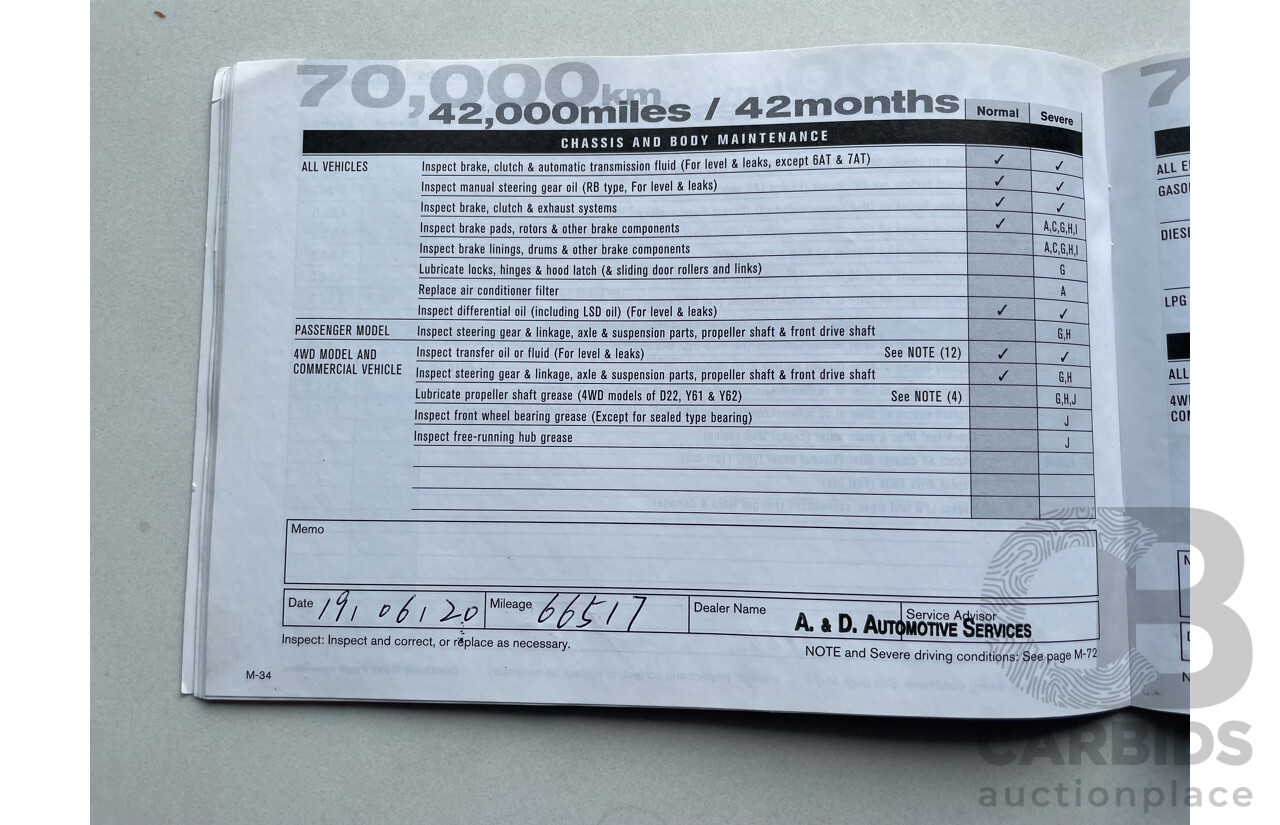 70,000km
42,000miles / 42months
Normal Severe
CHASSIS AND BODY MAINTENANCE
ALL VEHICLES Inspect brake, clutch & automatic transmission fluid (For level & leaks, except 6AT & 7AT) ✓ ✓
Inspect manual steering gear oil (RB type, For level & leaks) ✓ ✓
Inspect brake, clutch & exhaust systems ✓ ✓
Inspect brake pads, rotors & other brake components ✓ A,C,G,H,I
Inspect brake linings, drums & other brake components A,C,G,H,I
Lubricate locks, hinges & hood latch (& sliding door rollers and links) G
Replace air conditioner filter A
Inspect differential oil (including LSD oil) (For level & leaks) ✓ ✓
PASSENGER MODEL Inspect steering gear & linkage, axle & suspension parts, propeller shaft & front drive shaft G,H
4WD MODEL AND Inspect transfer oil or fluid (For level & leaks) See NOTE (12) ✓ ✓
COMMERCIAL VEHICLE Inspect steering gear & linkage, axle & suspension parts, propeller shaft & front drive shaft ✓ G,H
Lubricate propeller shaft grease (4WD models of D22, Y61 & Y62) See NOTE (4) G,H,J
Inspect front wheel bearing grease (Except for sealed type bearing) J
Inspect free-running hub grease J
Memo
Date 19, 06, 20 Mileage 66517 Dealer Name Service Advisor
A. & D. AUTOMOTIVE SERVICES
Inspect: Inspect and correct, or replace as necessary.
NOTE and Severe driving conditions: See page M-72
M-34
7
ALL
GASO
DIES
LPG
ALL
4W
CO
CB
CARBIDS
auctionplace